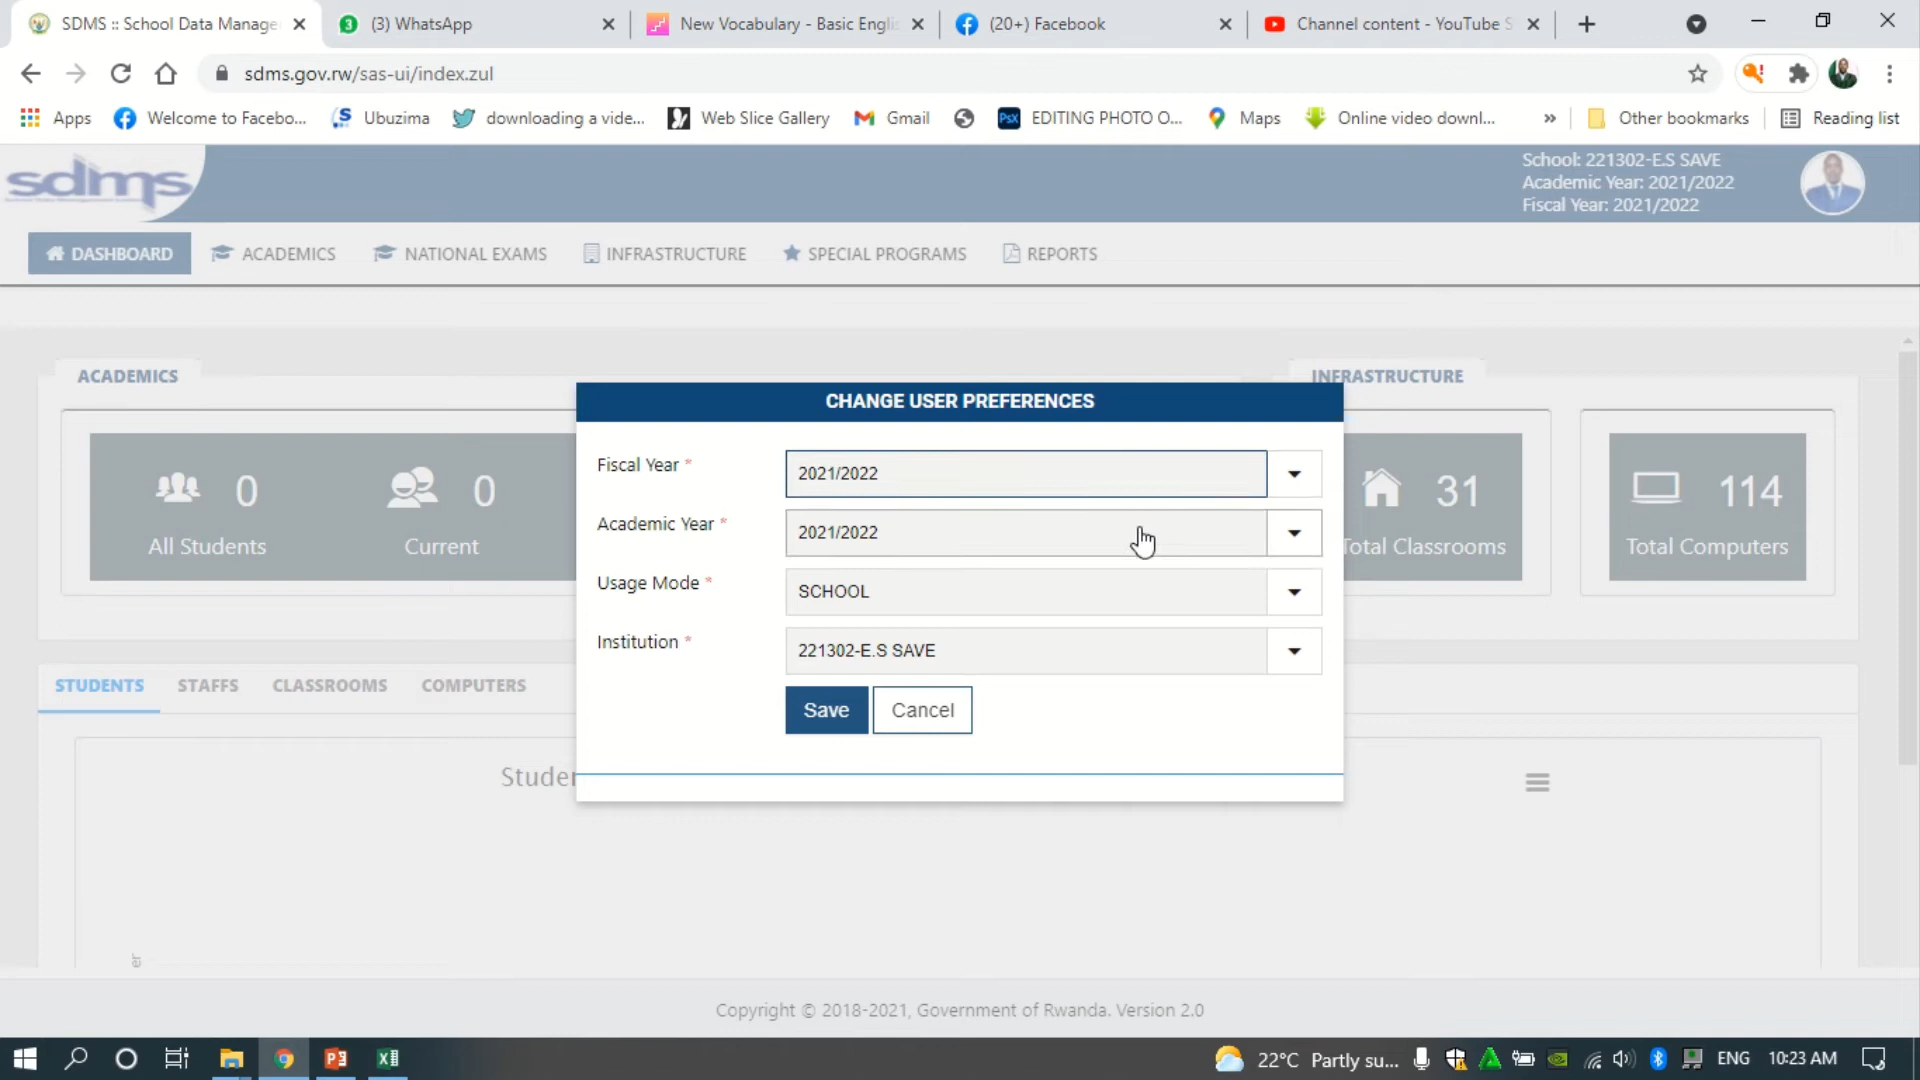 SDMS :: School Data Manage
(3) WhatsApp
New Vocabulary - Basic Engli
(20+) Facebook
Channel content - YouTube S
sdms.gov.rw/sas-ui/index.zul
Apps
Welcome to Facebo...
Ubuzima
downloading a vide...
Web Slice Gallery
Gmail
EDITING PHOTO O...
Maps
Online video downl...
»
Other bookmarks
Reading list
sdms
School: 221302-E.S SAVE
Academic Year: 2021/2022
Fiscal Year: 2021/2022
DASHBOARD
ACADEMICS
NATIONAL EXAMS
INFRASTRUCTURE
SPECIAL PROGRAMS
REPORTS
ACADEMICS
INFRASTRUCTURE
0
All Students
0
Current
31
Total Classrooms
114
Total Computers
CHANGE USER PREFERENCES
Fiscal Year *
2021/2022
Academic Year *
2021/2022
Usage Mode *
SCHOOL
Institution *
221302-E.S SAVE
Save
Cancel
STUDENTS
STAFFS
CLASSROOMS
COMPUTERS
Studen
er
Copyright © 2018-2021, Government of Rwanda. Version 2.0
22°C Partly su...
ENG
10:23 AM